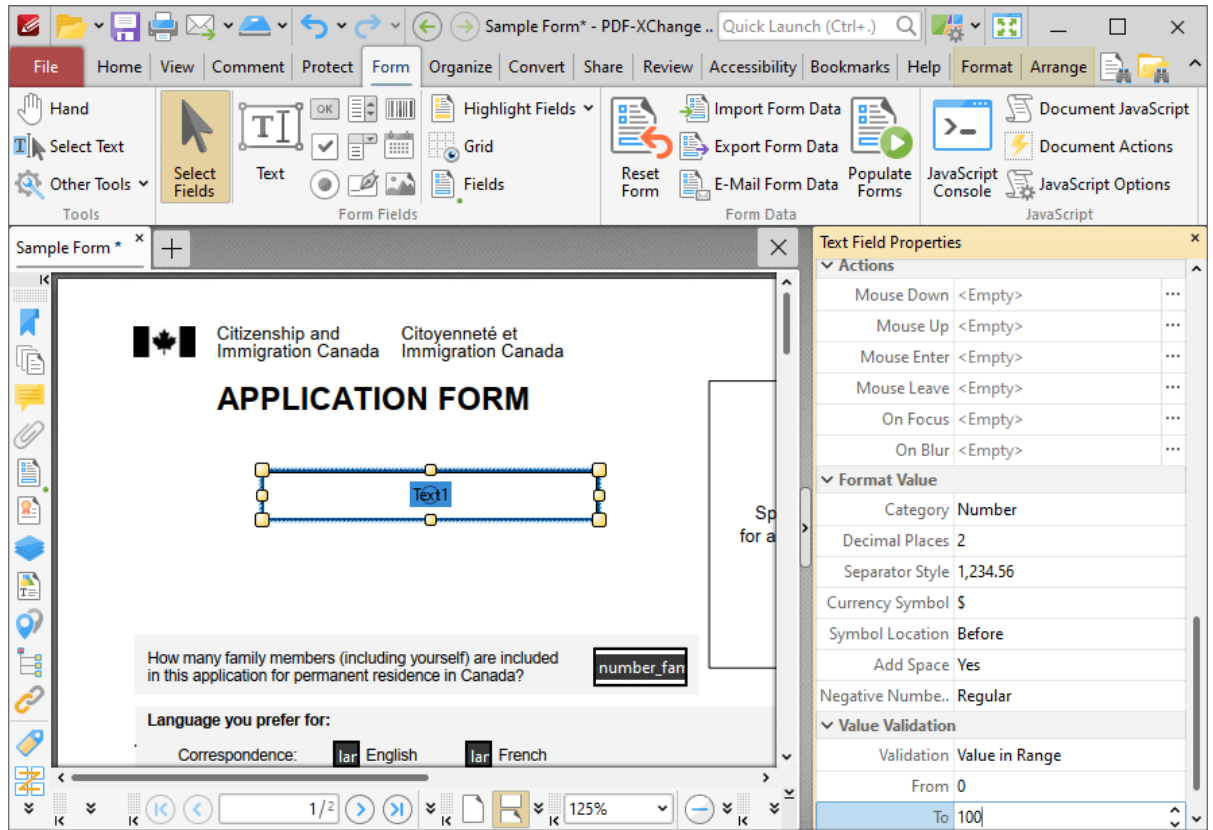 Sample Form* - PDF-XChange ..
Quick Launch (Ctrl+.)
File Home View Comment Protect Form Organize Convert Share Review Accessibility Bookmarks Help Format Arrange
Hand
Select Text
Other Tools
Tools
Select Fields
Text
OK
Highlight Fields
Grid
Fields
Form Fields
Reset Form
Import Form Data
Export Form Data
E-Mail Form Data
Populate Forms
Form Data
JavaScript Console
Document JavaScript
Document Actions
JavaScript Options
JavaScript
Sample Form *
Citizenship and
Immigration Canada
Citoyenneté et
Immigration Canada
APPLICATION FORM
Text1
Sp
for a
How many family members (including yourself) are included
in this application for permanent residence in Canada?
number_fam
Language you prefer for:
Correspondence:
lar English
lar French
1/2
125%
Text Field Properties
Actions
Mouse Down <Empty>
Mouse Up <Empty>
Mouse Enter <Empty>
Mouse Leave <Empty>
On Focus <Empty>
On Blur <Empty>
Format Value
Category Number
Decimal Places 2
Separator Style 1,234.56
Currency Symbol $
Symbol Location Before
Add Space Yes
Negative Numbe.. Regular
Value Validation
Validation Value in Range
From 0
To 100